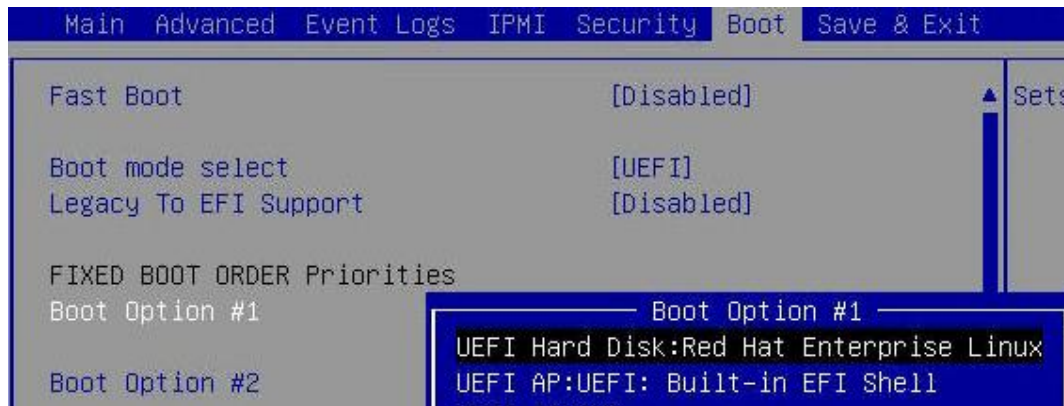 Main Advanced Event Logs IPMI Security Boot Save & Exit
Fast Boot [Disabled]
Sets
Boot mode select [UEFI]
Legacy To EFI Support [Disabled]
FIXED BOOT ORDER Priorities
Boot Option #1
Boot Option #1
UEFI Hard Disk:Red Hat Enterprise Linux
UEFI AP:UEFI: Built-in EFI Shell
Boot Option #2